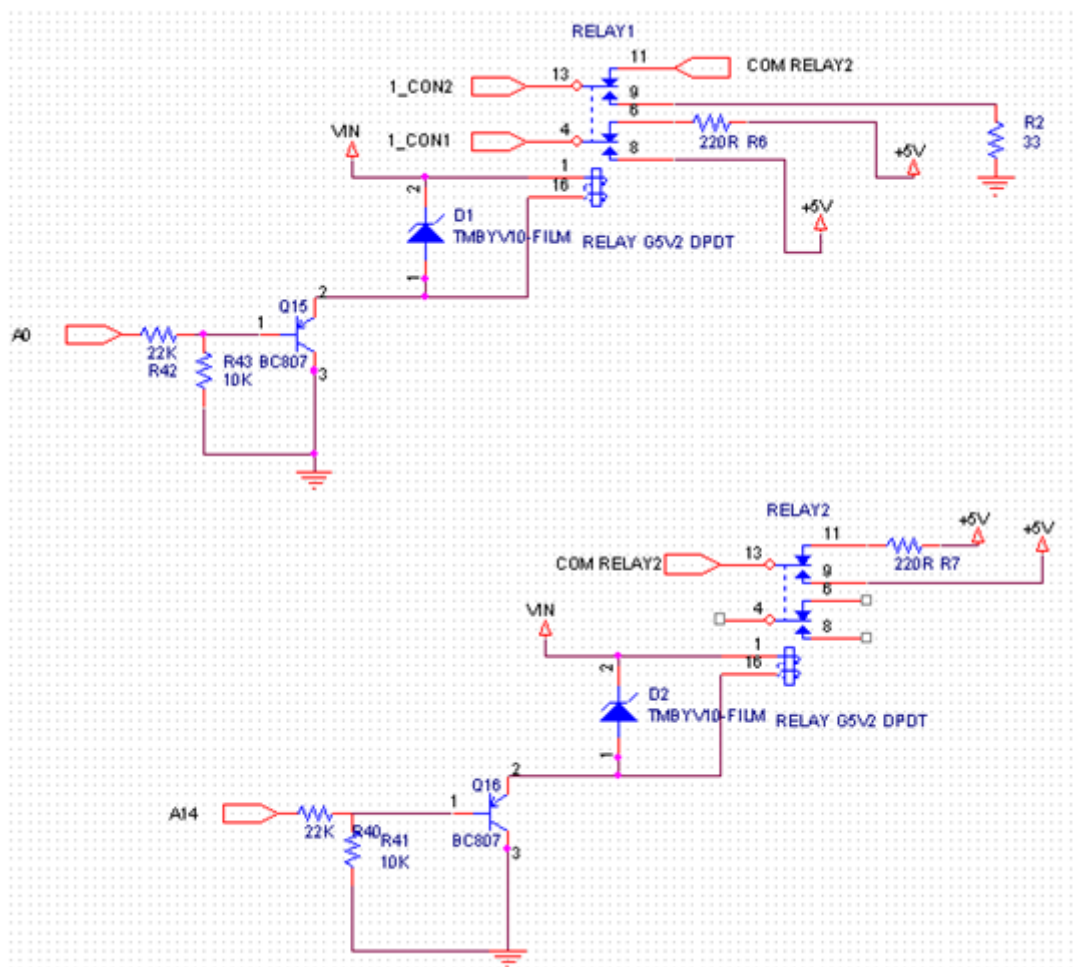 RELAY1
11
COM RELAY2
1_CON2
13
9
6
VIN
1_CON1
4
220R R6
R2
33
8
+5V
1
16
2
+5V
D1
TMBYV10-FILM
RELAY G5V2 DPDT
1
2
Q15
A0
1
22K
R42
R43
10K
BC807
3
RELAY2
+5V
+5V
11
220R R7
COM RELAY2
13
9
6
VIN
4
8
1
16
2
D2
TMBYV10-FILM
RELAY G5V2 DPDT
1
2
Q16
A14
1
22K
R40
R41
10K
BC807
3